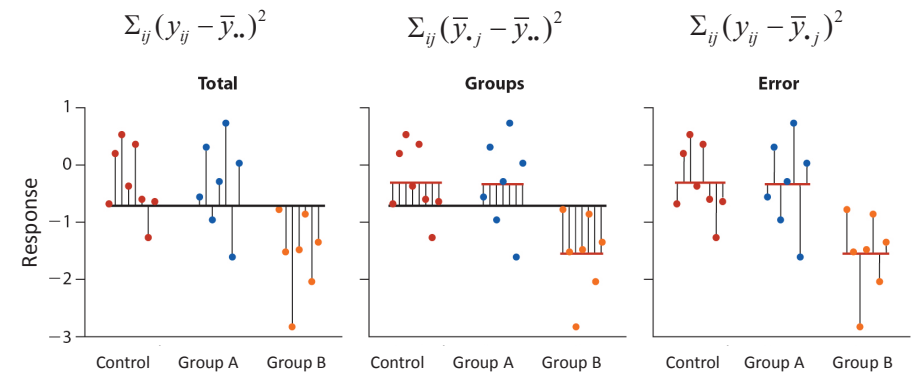 Σij(yij − y̅..)² Σij(y̅.j − y̅..)² Σij(yij − y̅.j)²
Total Groups Error
Response
1
0
−1
−2
−3
Control Group A Group B Control Group A Group B Control Group A Group B